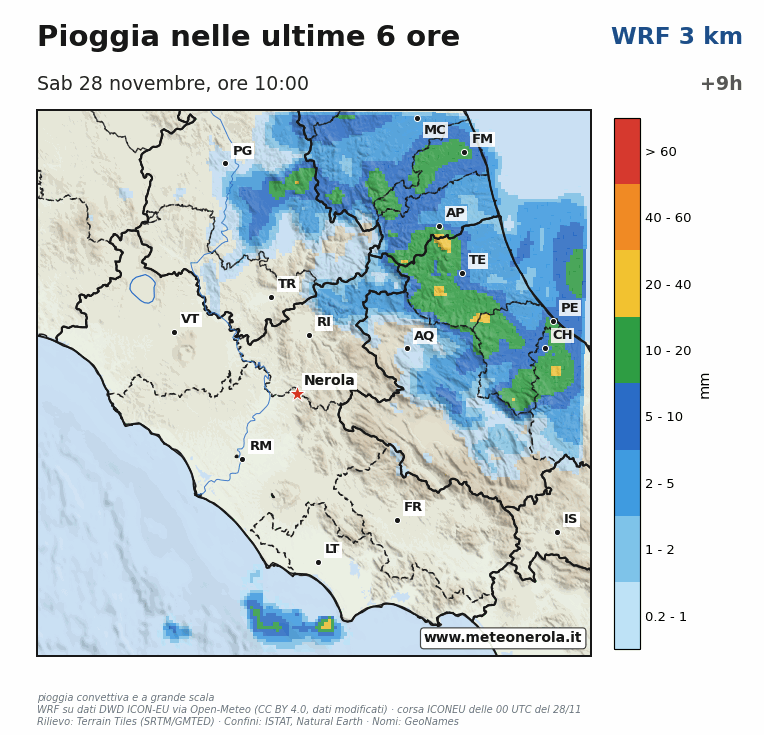 Pioggia nelle ultime 6 ore
WRF 3 km
Sab 28 novembre, ore 10:00
+9h
MC
FM
PG
AP
TE
TR
PE
VT
RI
AQ
CH
Nerola
RM
FR
IS
LT
www.meteonerola.it
> 60
40 - 60
20 - 40
10 - 20
5 - 10
2 - 5
1 - 2
0.2 - 1
mm
pioggia convettiva e a grande scala
WRF su dati DWD ICON-EU via Open-Meteo (CC BY 4.0, dati modificati) · corsa ICONEU delle 00 UTC del 28/11
Rilievo: Terrain Tiles (SRTM/GMTED) · Confini: ISTAT, Natural Earth · Nomi: GeoNames